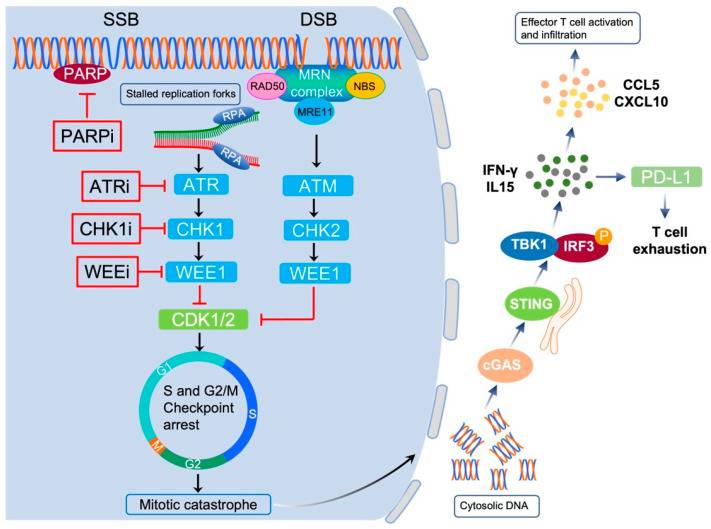 SSB
DSB
PARP
RAD50
MRN
complex
NBS
MRE11
Stalled replication forks
RPA
RPA
PARPi
ATRi
ATR
ATM
CHK1i
CHK1
CHK2
WEEi
WEE1
WEE1
CDK1/2
G1
S
G2
M
S and G2/M
Checkpoint
arrest
Mitotic catastrophe
Effector T cell activation
and infiltration
CCL5
CXCL10
IFN-γ
IL15
PD-L1
T cell
exhaustion
TBK1
IRF3
P
STING
cGAS
Cytosolic DNA